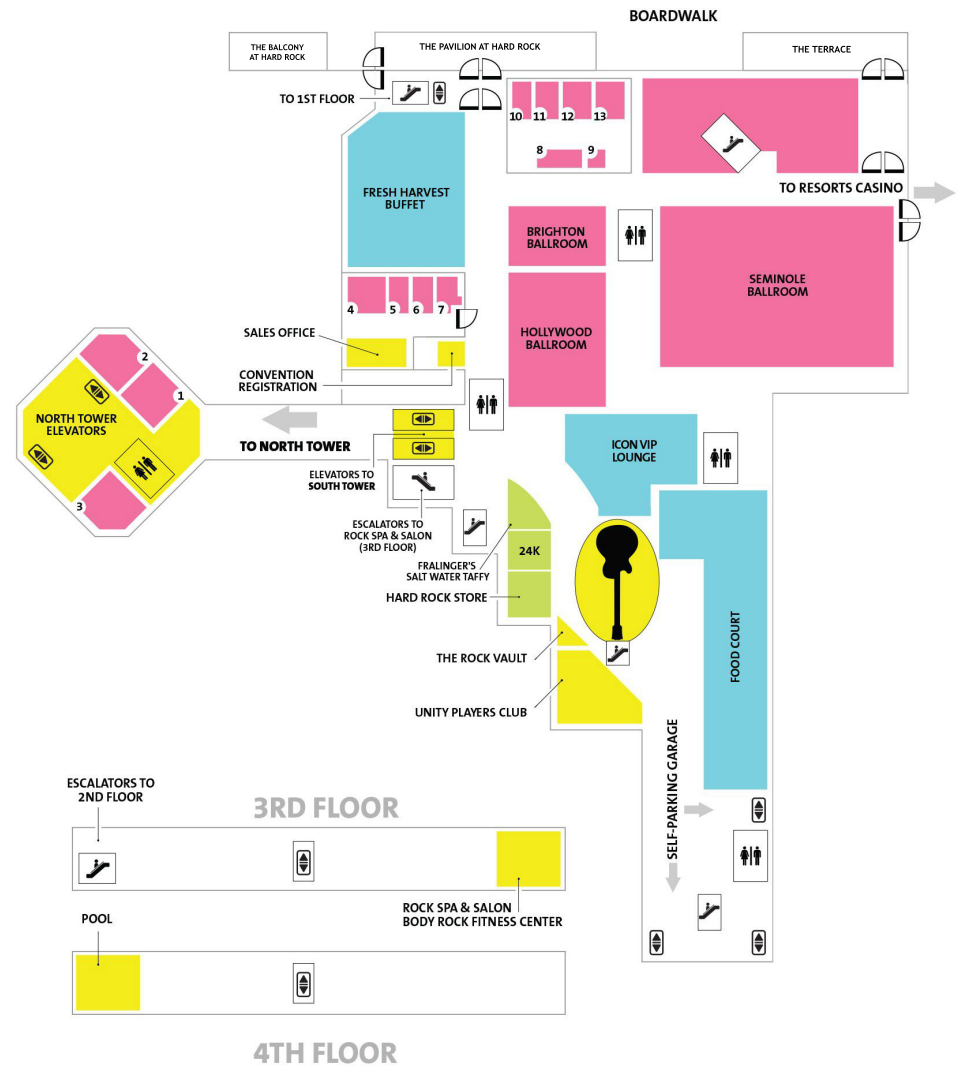 BOARDWALK
THE BALCONY
AT HARD ROCK
THE PAVILION AT HARD ROCK
THE TERRACE
TO 1ST FLOOR
10
11
12
13
8
9
TO RESORTS CASINO
FRESH HARVEST
BUFFET
BRIGHTON
BALLROOM
SEMINOLE
BALLROOM
4
5
6
7
HOLLYWOOD
BALLROOM
SALES OFFICE
CONVENTION
REGISTRATION
2
1
NORTH TOWER
ELEVATORS
3
TO NORTH TOWER
ELEVATORS TO
SOUTH TOWER
ICON VIP
LOUNGE
ESCALATORS TO
ROCK SPA & SALON
(3RD FLOOR)
24K
FRALINGER'S
SALT WATER TAFFY
HARD ROCK STORE
THE ROCK VAULT
UNITY PLAYERS CLUB
FOOD COURT
SELF-PARKING GARAGE
ESCALATORS TO
2ND FLOOR
3RD FLOOR
ROCK SPA & SALON
BODY ROCK FITNESS CENTER
POOL
4TH FLOOR